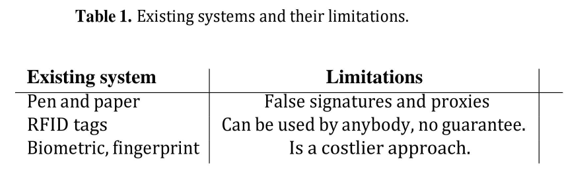 Table 1. Existing systems and their limitations.
Existing system Limitations
Pen and paper False signatures and proxies
RFID tags Can be used by anybody, no guarantee.
Biometric, fingerprint Is a costlier approach.